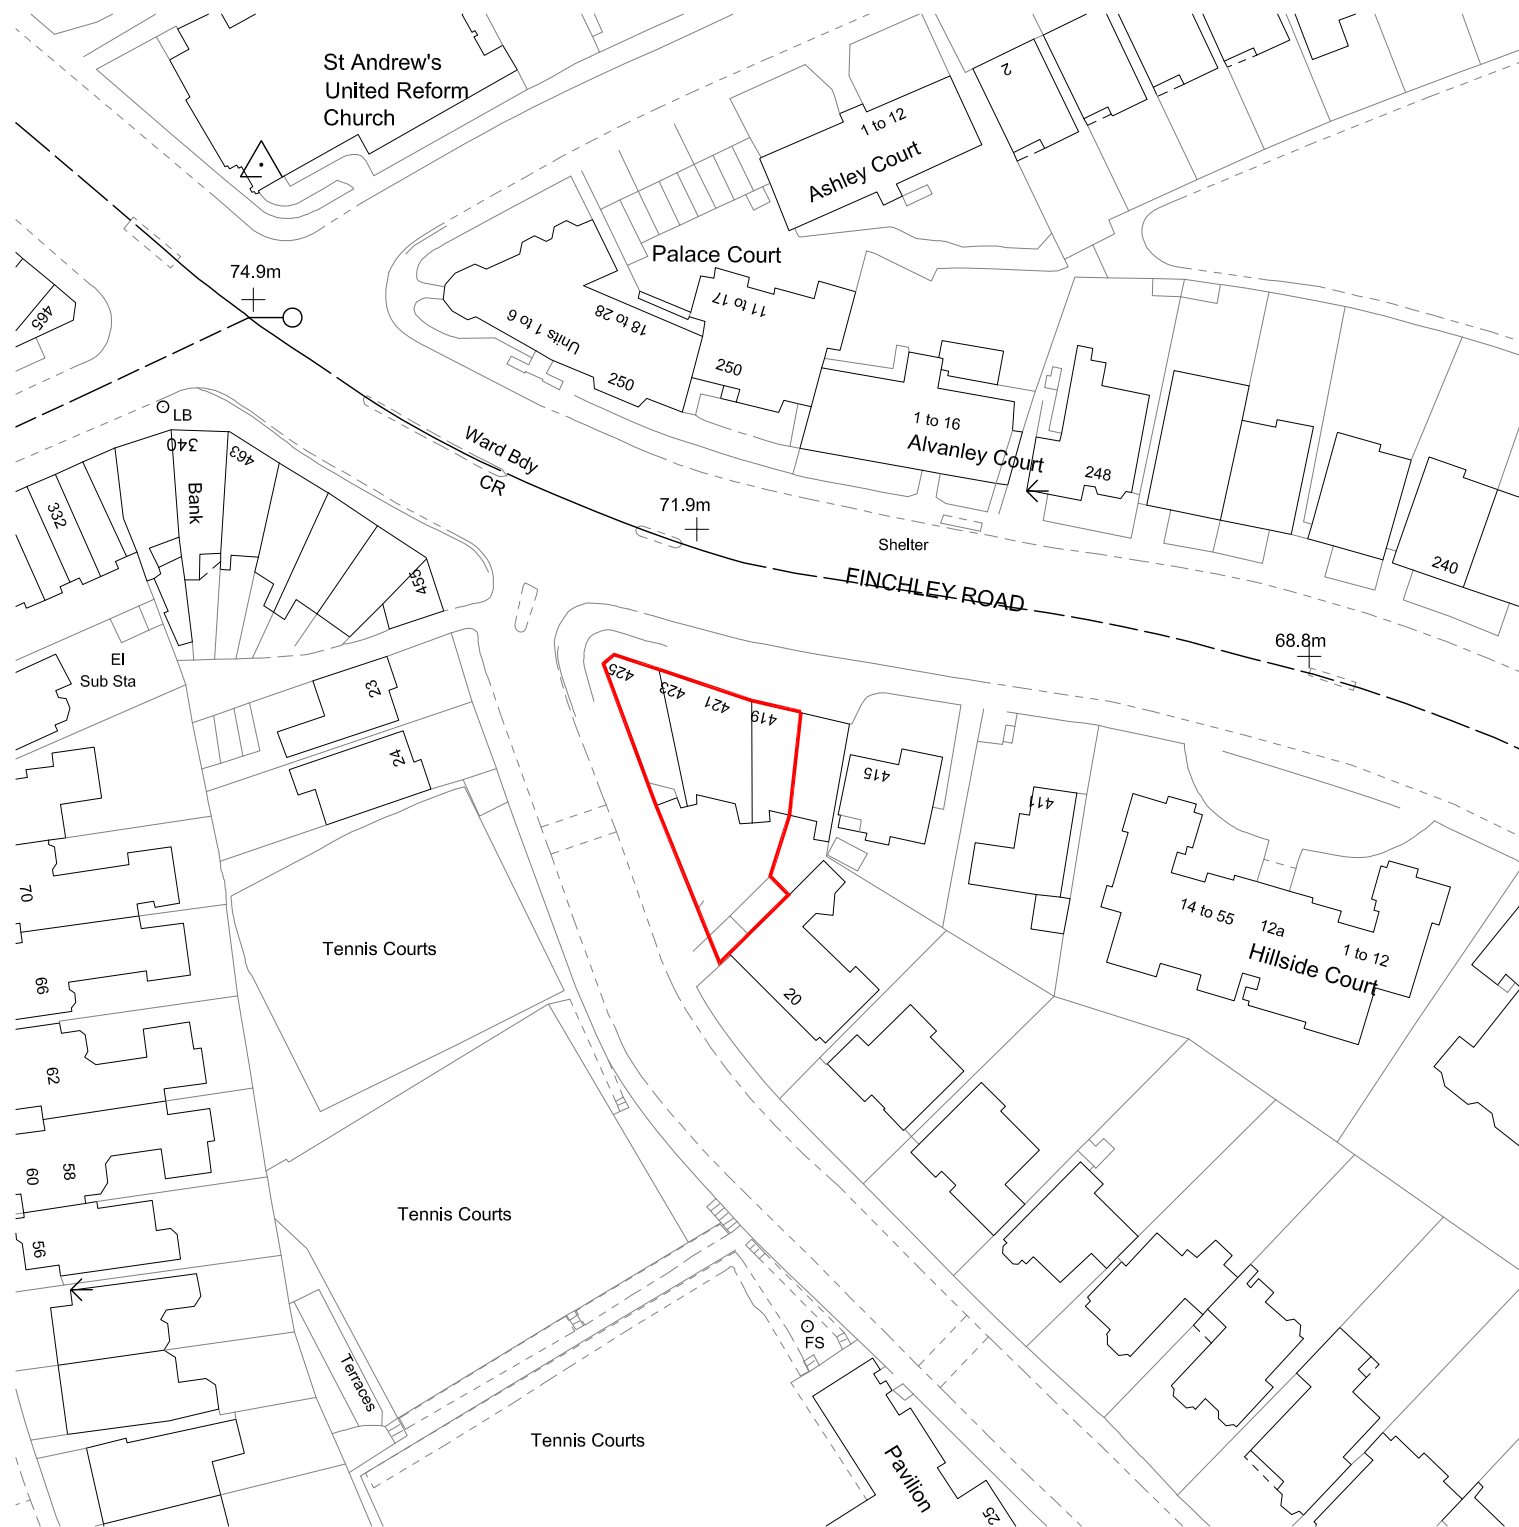 St Andrew's
United Reform
Church
2
1 to 12
Ashley Court
Palace Court
74.9m
11 to 17
18 to 28
Units 1 to 6
465
250
250
LB
1 to 16
Alvanley Court
340
463
Ward Bdy
248
CR
Bank
71.9m
332
Shelter
240
455
FINCHLEY ROAD
68.8m
El
Sub Sta
425
423
421
419
23
24
415
411
70
14 to 55
12a
1 to 12
Hillside Court
Tennis Courts
66
20
62
58
60
Tennis Courts
56
FS
Terraces
Tennis Courts
Pavilion
25